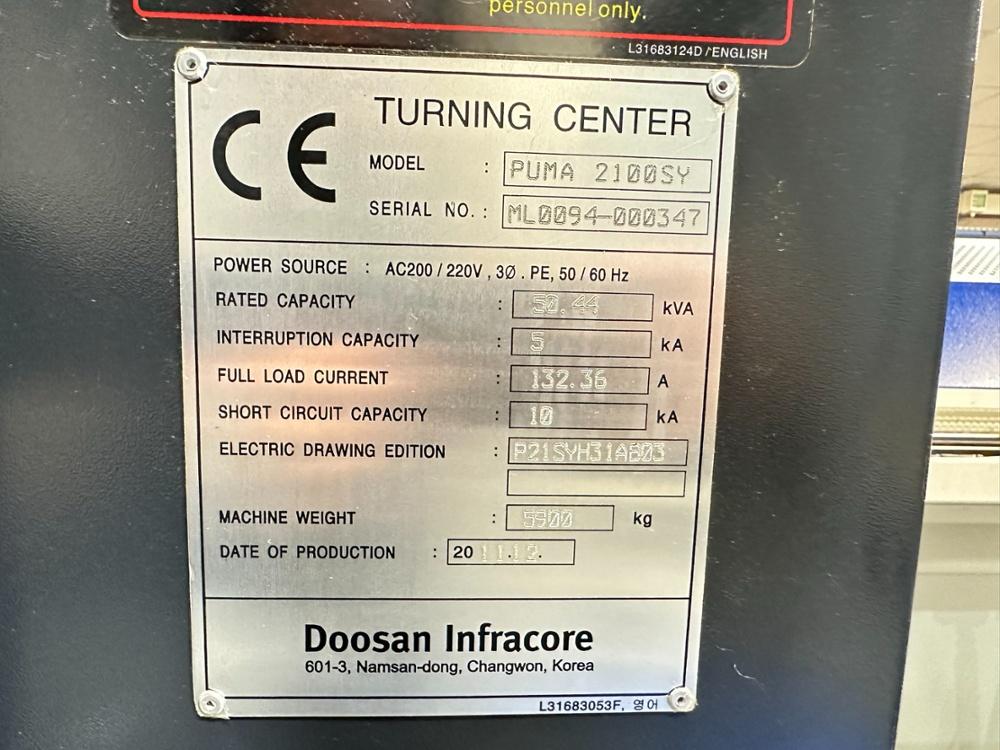 personnel only.
L31683124D / ENGLISH
CE TURNING CENTER
MODEL : PUMA 2100SY
SERIAL NO. : ML0094-000347
POWER SOURCE : AC200 / 220V , 3Ø . PE, 50 / 60 Hz
RATED CAPACITY : 50.44 kVA
INTERRUPTION CAPACITY : 5 kA
FULL LOAD CURRENT : 132.36 A
SHORT CIRCUIT CAPACITY : 10 kA
ELECTRIC DRAWING EDITION : P21SYH31AB03
MACHINE WEIGHT : 5900 kg
DATE OF PRODUCTION : 20
Doosan Infracore
601-3, Namsan-dong, Changwon, Korea
L31683053F, 영어